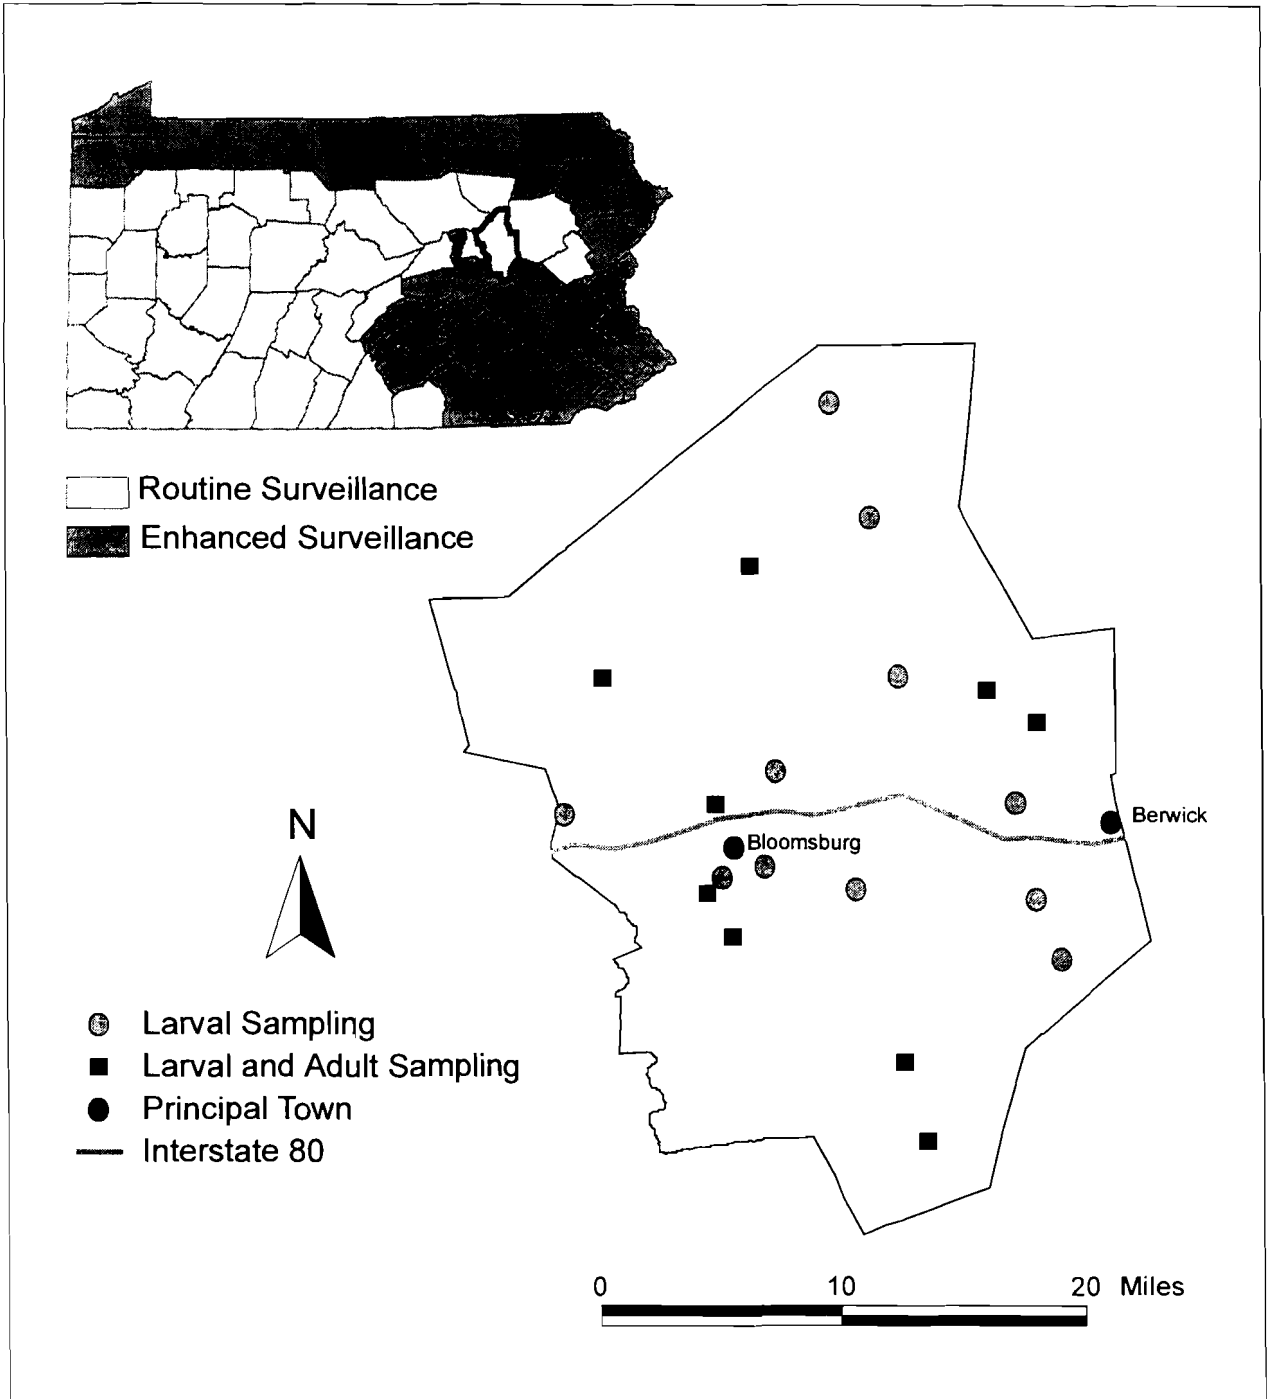 Routine Surveillance
Enhanced Surveillance
Berwick
Bloomsburg
N
Larval Sampling
Larval and Adult Sampling
Principal Town
Interstate 80
0 10 20 Miles